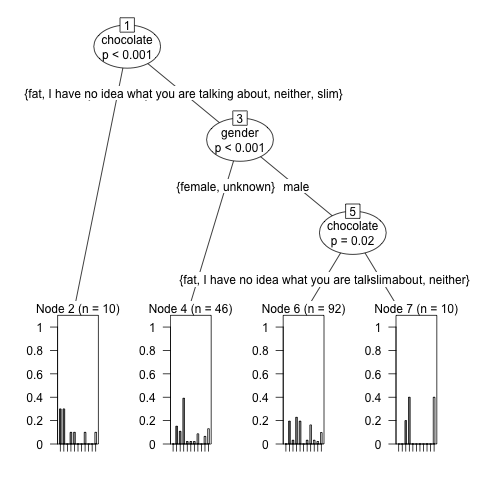 1
chocolate
p < 0.001
{fat, I have no idea what you are talking about, neither, slim}
3
gender
p < 0.001
{female, unknown} male
5
chocolate
p = 0.02
{fat, I have no idea what you are talkslimabout, neither}
Node 2 (n = 10) Node 4 (n = 46) Node 6 (n = 92) Node 7 (n = 10)
1 1 1 1
0.8 0.8 0.8 0.8
0.6 0.6 0.6 0.6
0.4 0.4 0.4 0.4
0.2 0.2 0.2 0.2
0 0 0 0